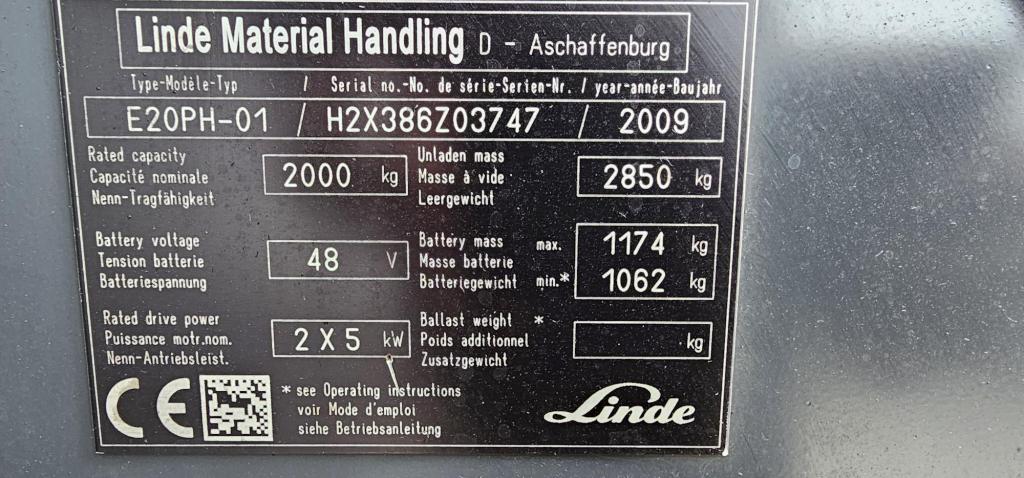 Linde Material Handling D - Aschaffenburg
Type-Modèle-Typ / Serial no.-No. de série-Serien-Nr. / year-année-Baujahr
E20PH-01 / H2X386Z03747 / 2009
Rated capacity
Capacité nominale
Nenn-Tragfähigkeit
2000 kg
Unladen mass
Masse à vide
Leergewicht
2850 kg
Battery voltage
Tension batterie
Batteriespannung
48 V
Battery mass max. 1174 kg
Masse batterie
Batteriegewicht min.* 1062 kg
Rated drive power
Puissance motr.nom.
Nenn-Antriebsleist.
2 X 5 kW
Ballast weight *
Poids additionnel
Zusatzgewicht
kg
CE
* see Operating instructions
voir Mode d'emploi
siehe Betriebsanleitung
Linde